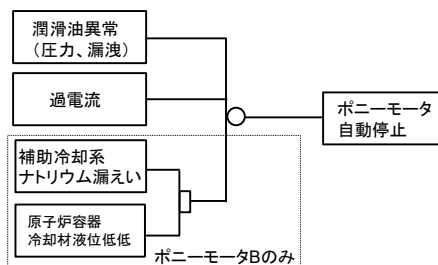 潤滑油異常
（圧力、漏洩）
過電流
ポニーモータ
自動停止
補助冷却系
ナトリウム漏えい
原子炉容器
冷却材液位低低
ポニーモータBのみ